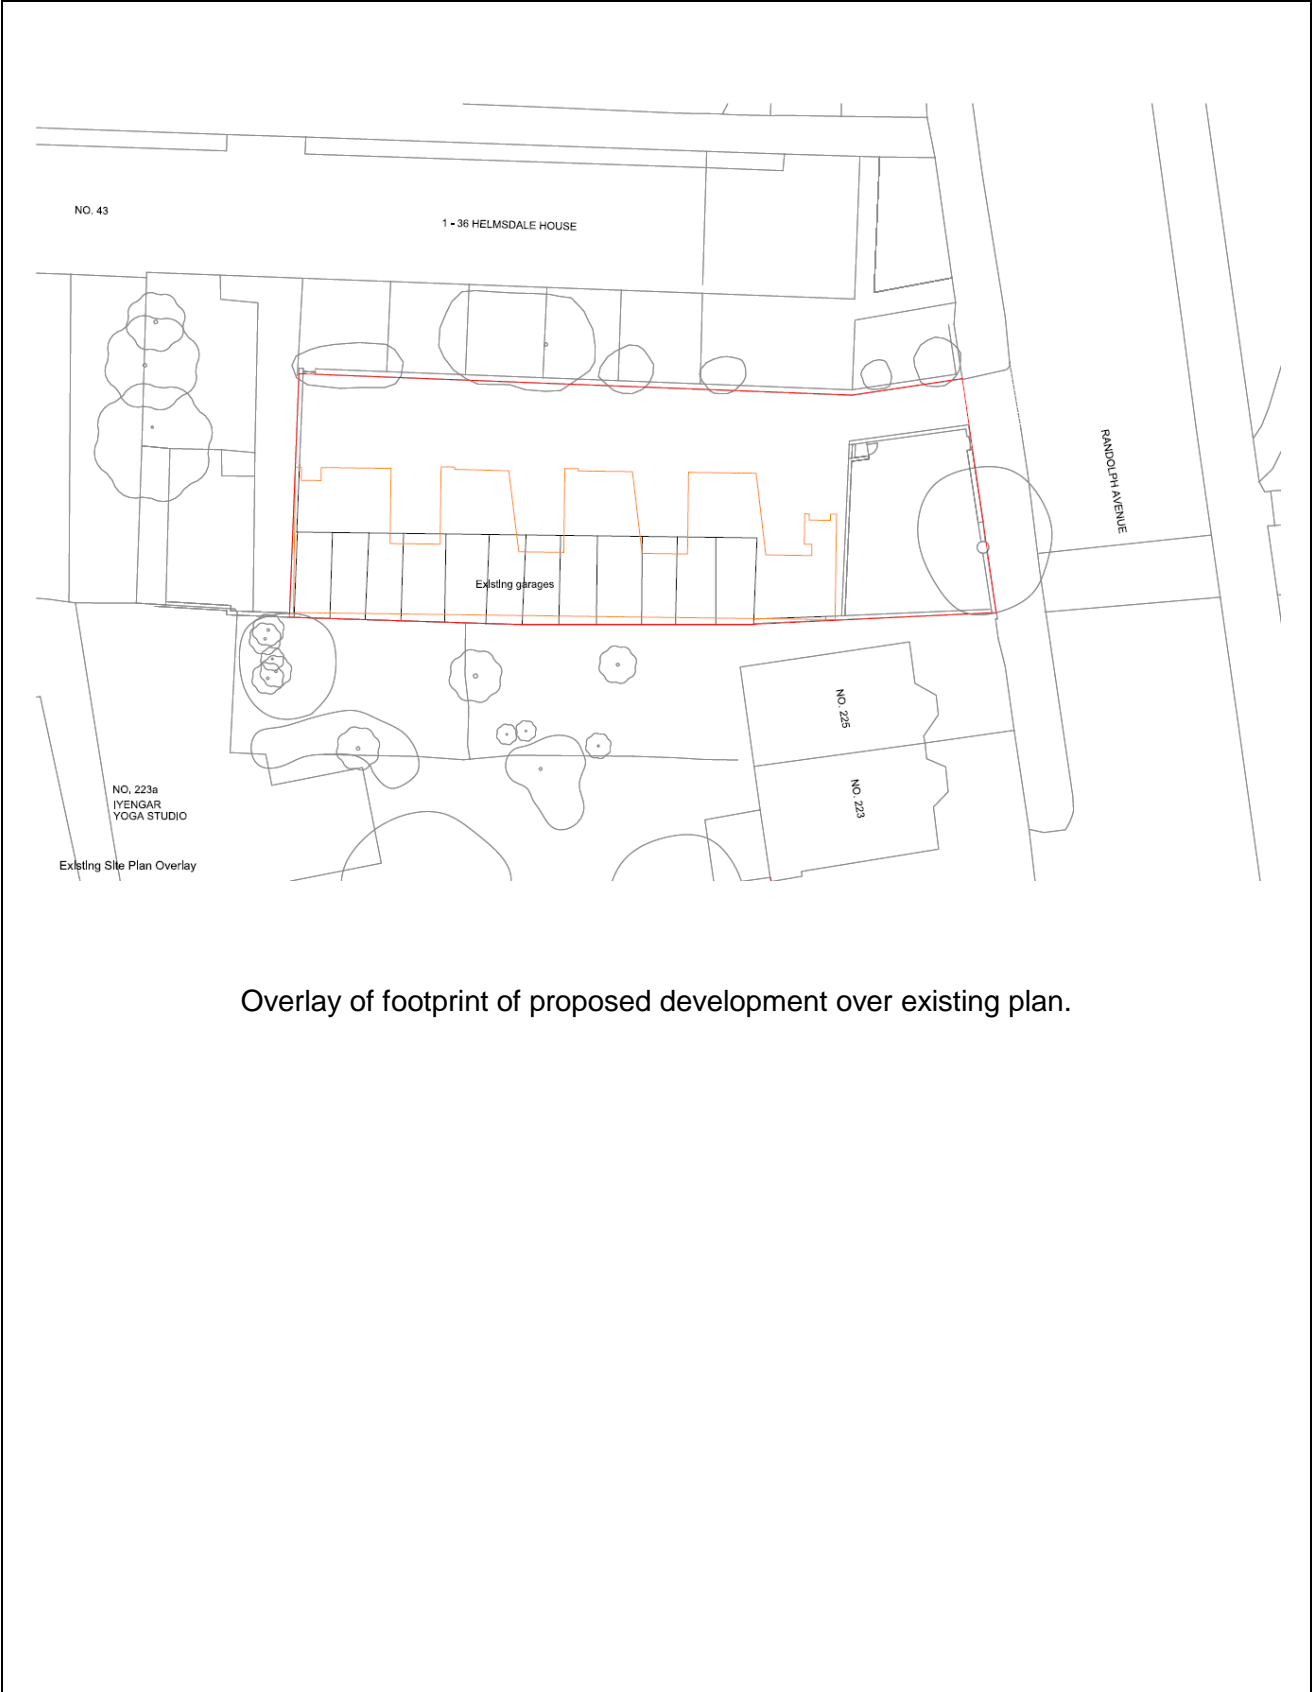 NO. 43
1 - 36 HELMSDALE HOUSE
RANDOLPH AVENUE
Existing garages
NO. 225
NO. 223
NO, 223a
IYENGAR
YOGA STUDIO
Existing Site Plan Overlay
Overlay of footprint of proposed development over existing plan.